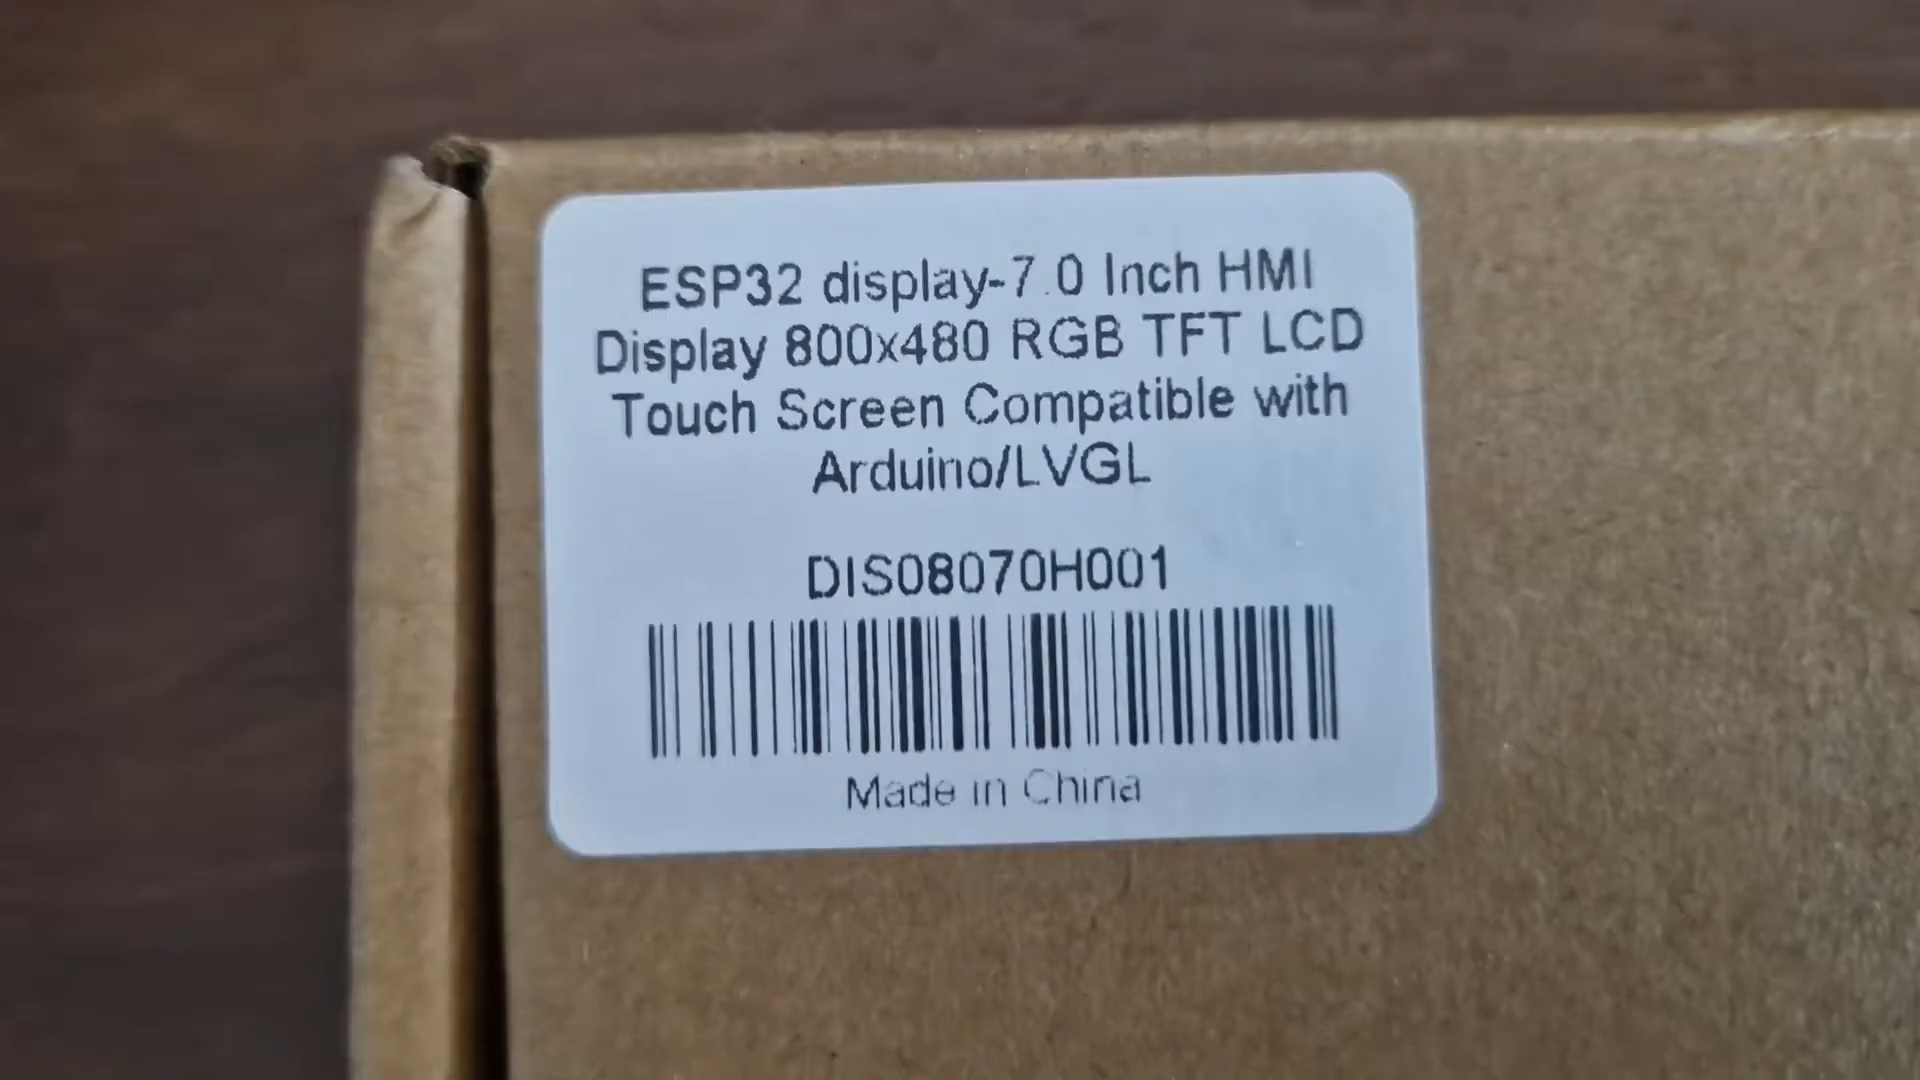 ESP32 display-7.0 Inch HMI
Display 800x480 RGB TFT LCD
Touch Screen Compatible with
Arduino/LVGL
DIS08070H001
Made in China